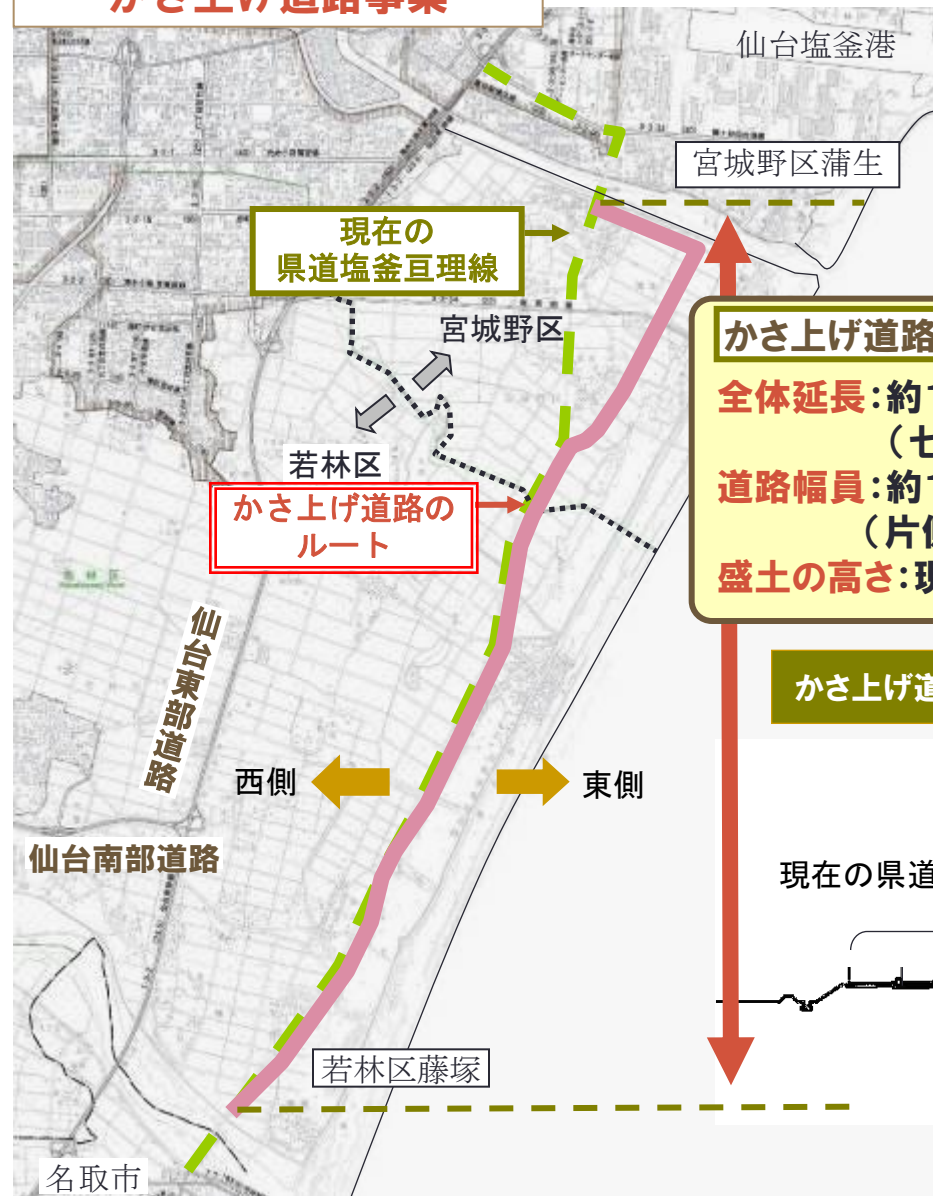 かさ上げ道路事業
仙台塩釜港
宮城野区蒲生
現在の
県道塩釜亘理線
宮城野区
かさ上げ道路
全体延長：約1
（七
若林区
道路幅員：約1
かさ上げ道路の
ルート
（片側
盛土の高さ：現
仙台東部道路
かさ上げ道
西側
東側
仙台南部道路
現在の県道
若林区藤塚
名取市